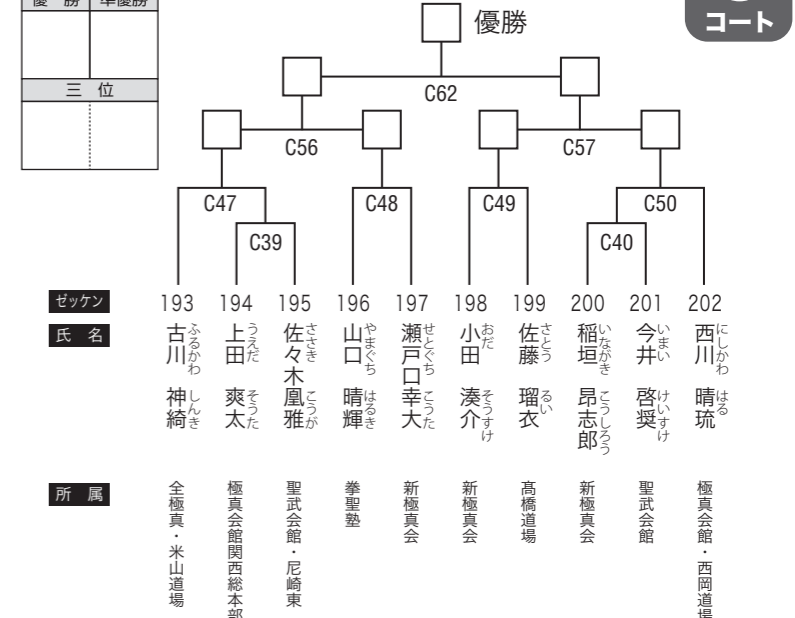 優 勝 準優勝
三 位
コート
優勝
C62
C56 C57
C47 C48 C49 C50
C39 C40
ゼッケン 193 194 195 196 197 198 199 200 201 202
氏 名
古川 神綺 ふるかわ しんき
上田 爽太 うえだ そうた
佐々木 凰雅 ささき こうが
山口 晴輝 やまぐち はるき
瀬戸口 幸大 せとぐち こうた
小田 湊介 おだ そうすけ
佐藤 瑠衣 さとう るい
稲垣 昂志郎 いながき こうしろう
今井 啓奨 いまい けいすけ
西川 晴琉 にしかわ はる
所 属
全極真・米山道場
極真会館関西総本部
聖武会館・尼崎東
拳聖塾
新極真会
新極真会
髙橋道場
新極真会
聖武会館
極真会館・西岡道場